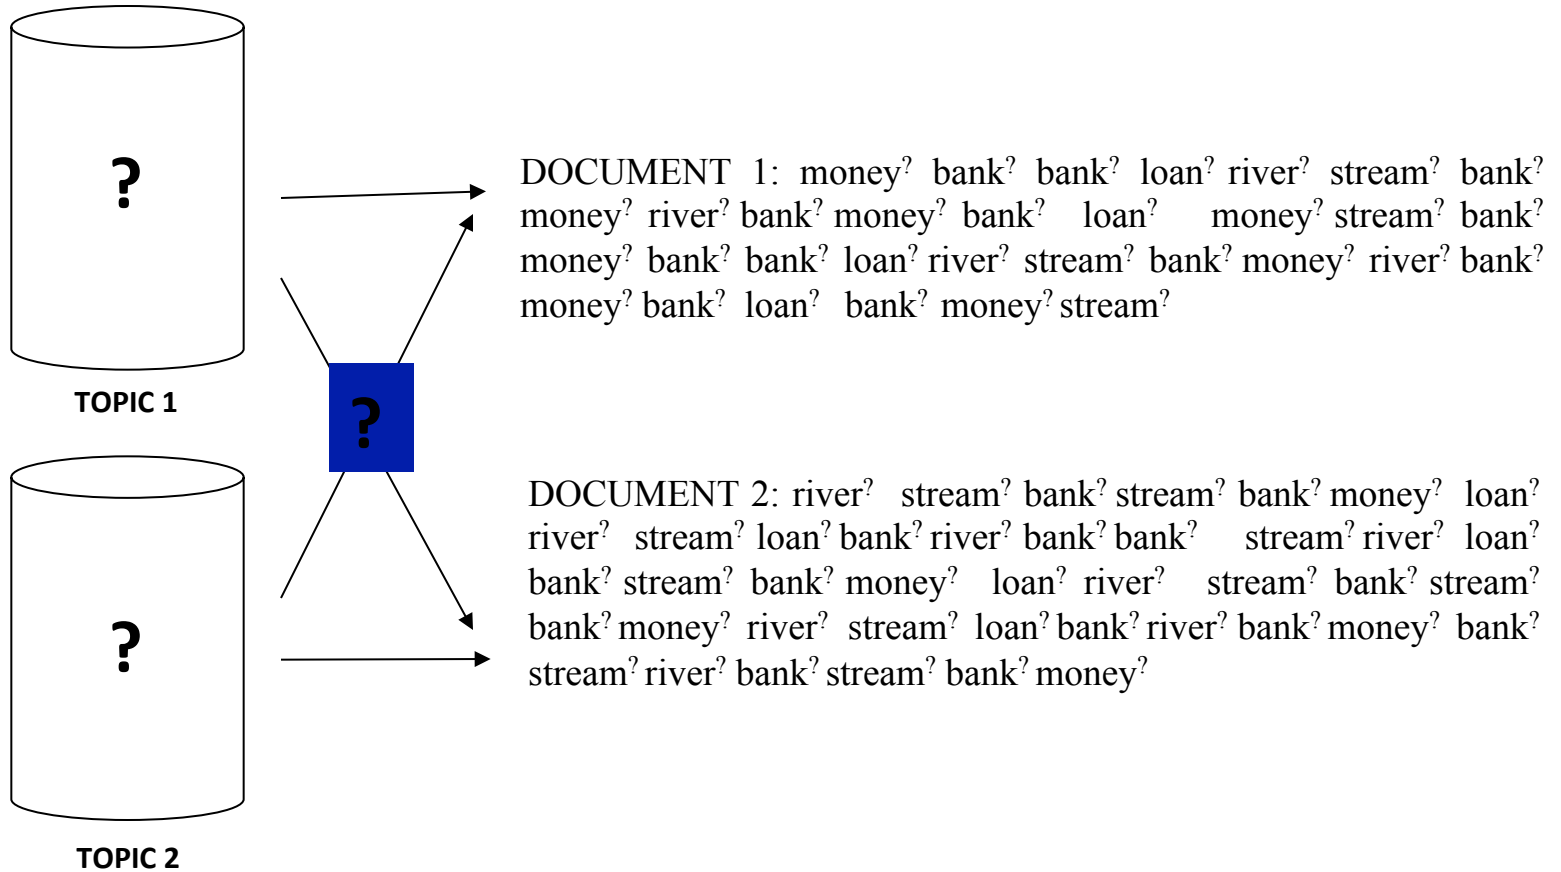 ?
TOPIC 1
?
?
TOPIC 2
DOCUMENT 1: money? bank? bank? loan? river? stream? bank?
money? river? bank? money? bank? loan? money? stream? bank?
money? bank? bank? loan? river? stream? bank? money? river? bank?
money? bank? loan? bank? money? stream?
DOCUMENT 2: river? stream? bank? stream? bank? money? loan?
river? stream? loan? bank? river? bank? bank? stream? river? loan?
bank? stream? bank? money? loan? river? stream? bank? stream?
bank? money? river? stream? loan? bank? river? bank? money? bank?
stream? river? bank? stream? bank? money?